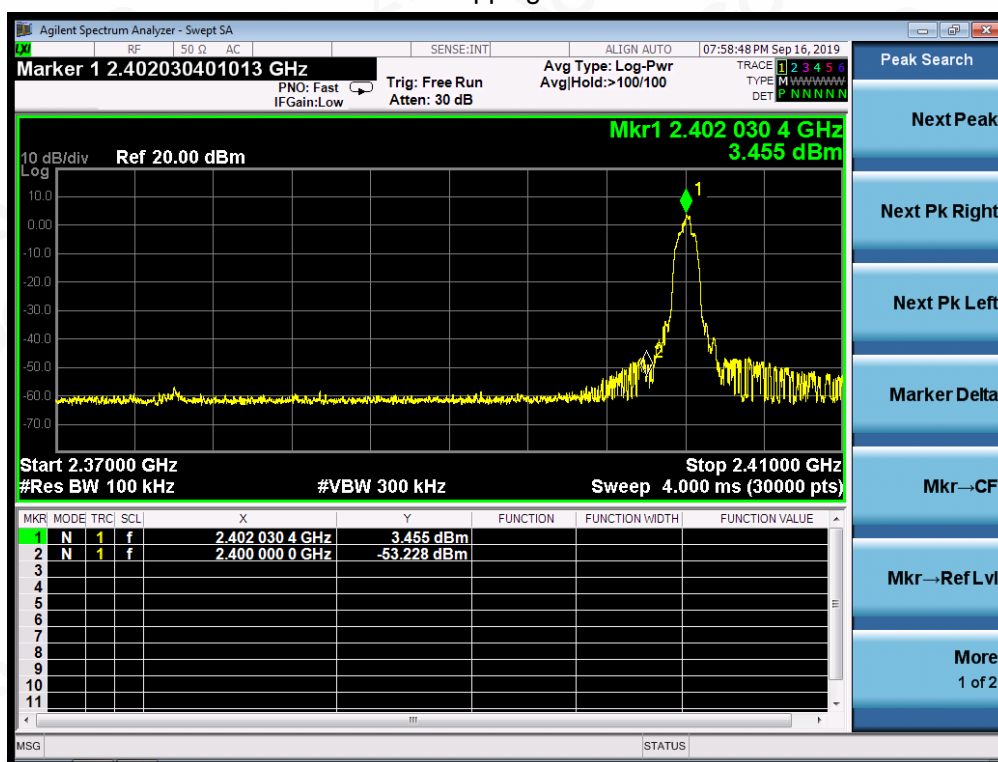 pping
Agilent Spectrum Analyzer - Swept SA
LXI RF 50 Ω AC SENSE:INT ALIGN AUTO 07:58:48 PM Sep 16, 2019
Marker 1 2.402030401013 GHz
PNO: Fast
IFGain:Low
Trig: Free Run
Atten: 30 dB
Avg Type: Log-Pwr
Avg|Hold:>100/100
TRACE 1 2 3 4 5 6
TYPE M WWWWW
DET P N N N N N
Mkr1 2.402 030 4 GHz
3.455 dBm
10 dB/div Ref 20.00 dBm
Log
10.0
0.00
-10.0
-20.0
-30.0
-40.0
-50.0
-60.0
-70.0
1
2
Start 2.37000 GHz Stop 2.41000 GHz
#Res BW 100 kHz #VBW 300 kHz Sweep 4.000 ms (30000 pts)
MKR MODE TRC SCL X Y FUNCTION FUNCTION WIDTH FUNCTION VALUE
1 N 1 f 2.402 030 4 GHz 3.455 dBm
2 N 1 f 2.400 000 0 GHz -53.228 dBm
3
4
5
6
7
8
9
10
11
MSG STATUS
Peak Search
Next Peak
Next Pk Right
Next Pk Left
Marker Delta
Mkr→CF
Mkr→Ref Lvl
More
1 of 2